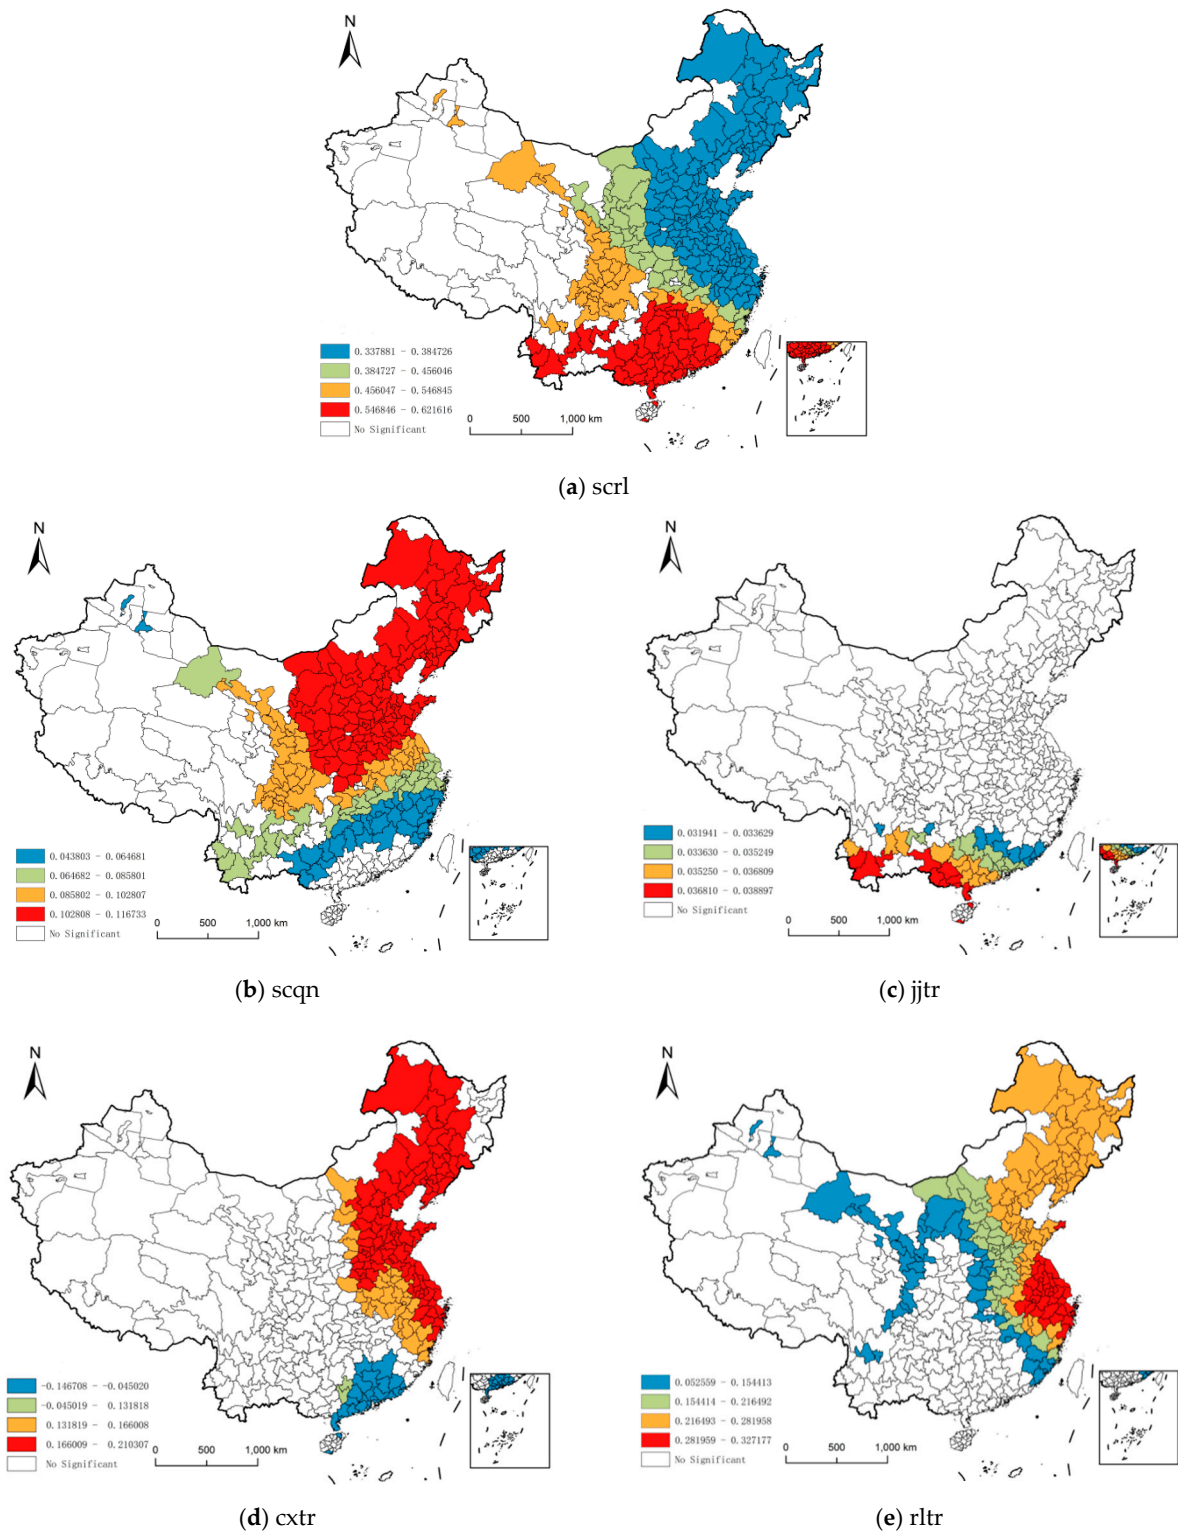 N
0.337881 - 0.384726
0.384727 - 0.456046
0.456047 - 0.546845
0.546846 - 0.621616
No Significant
0 500 1,000 km
(a) scrl
N
0.043803 - 0.064681
0.064682 - 0.085801
0.085802 - 0.102807
0.102808 - 0.116733
No Significant
0 500 1,000 km
(b) scqn
N
0.031941 - 0.033629
0.033630 - 0.035249
0.035250 - 0.036809
0.036810 - 0.038897
No Significant
0 500 1,000 km
(c) jjtr
N
-0.146708 - -0.045020
-0.045019 - 0.131818
0.131819 - 0.166008
0.166009 - 0.210307
No Significant
0 500 1,000 km
(d) cxtr
N
0.052559 - 0.154413
0.154414 - 0.216492
0.216493 - 0.281958
0.281959 - 0.327177
No Significant
0 500 1,000 km
(e) rltr